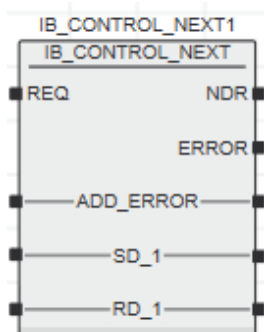 IB_CONTROL_NEXT1
IB_CONTROL_NEXT
REQ NDR
ERROR
ADD_ERROR
SD_1
RD_1